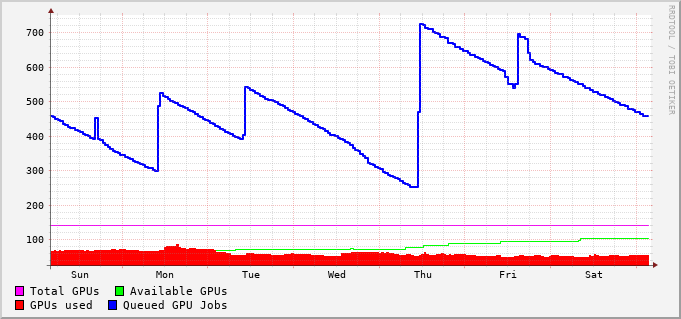 RRDTOOL / TOBI OETIKER
700
600
500
400
300
200
100
Sun Mon Tue Wed Thu Fri Sat
Total GPUs Available GPUs
GPUs used Queued GPU Jobs